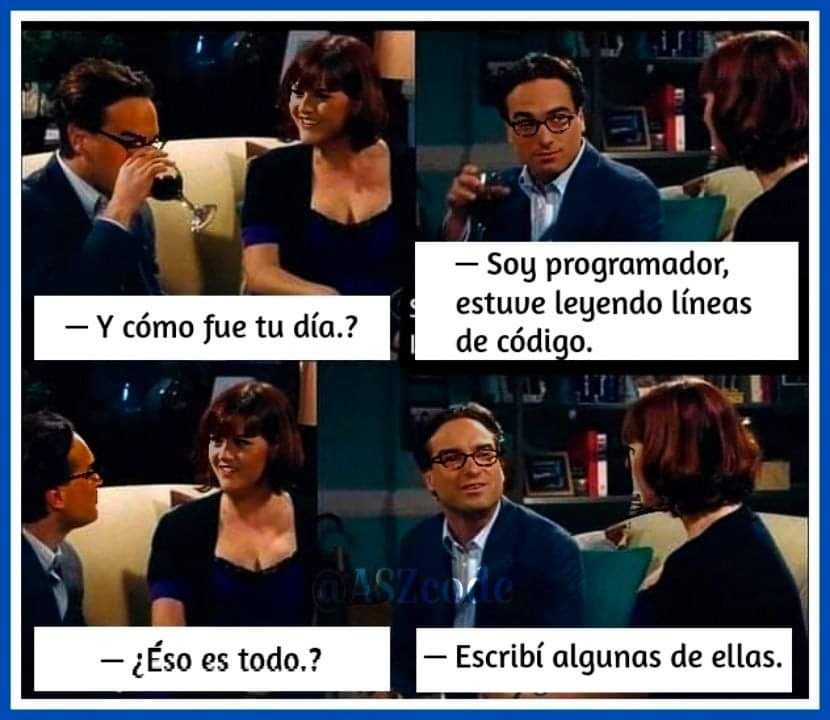 — Y cómo fue tu día.?
— Soy programador,
estuve leyendo líneas
de código.
— ¿Éso es todo.?
— Escribí algunas de ellas.
@ASZcode